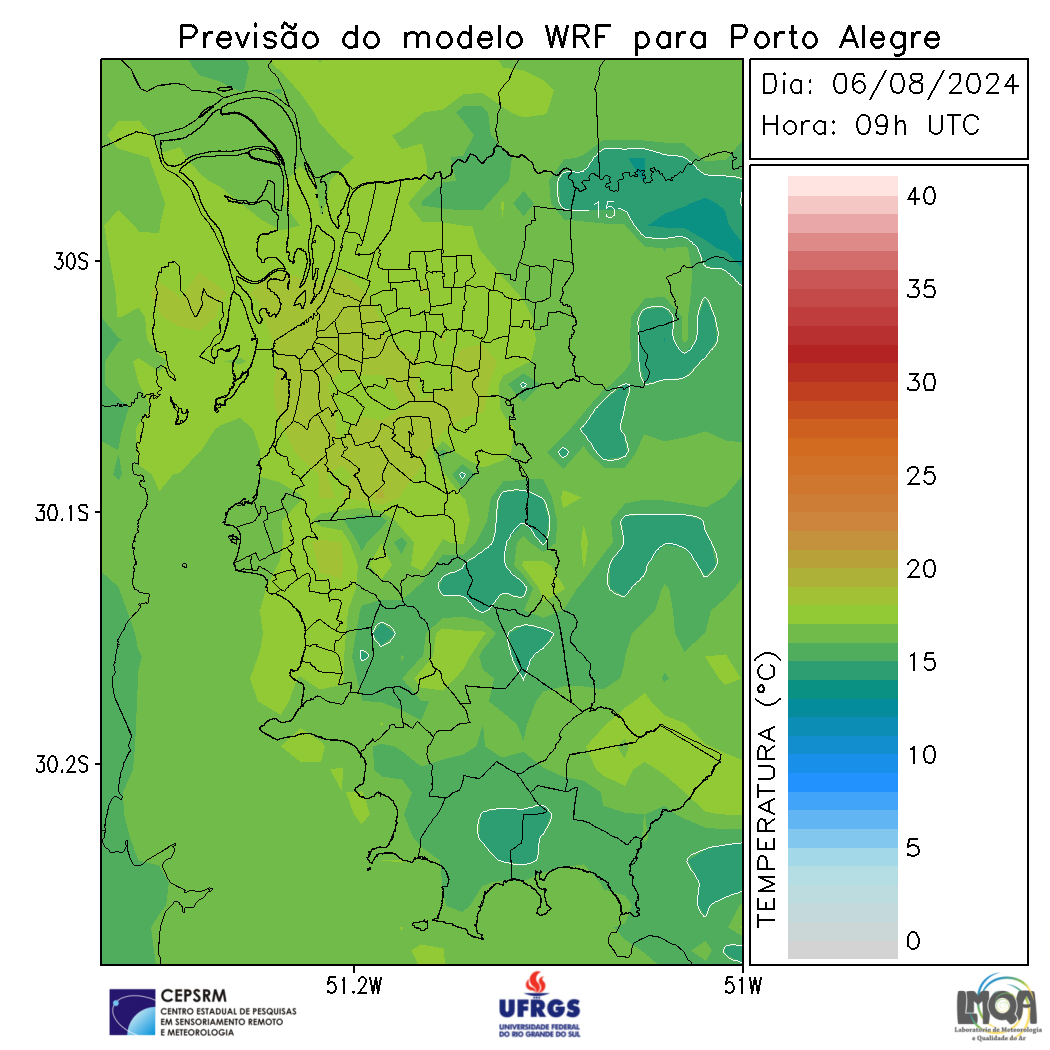 Previsão do modelo WRF para Porto Alegre
Dia: 06/08/2024
Hora: 09h UTC
40
35
30
25
20
15
10
5
0
TEMPERATURA (°C)
15
30S
30.1S
30.2S
51.2W
51W
CEPSRM
CENTRO ESTADUAL DE PESQUISAS
EM SENSORIAMENTO REMOTO
E METEOROLOGIA
UFRGS
UNIVERSIDADE FEDERAL
DO RIO GRANDE DO SUL
LMQA
Laboratório de Meteorologia
e Qualidade do Ar